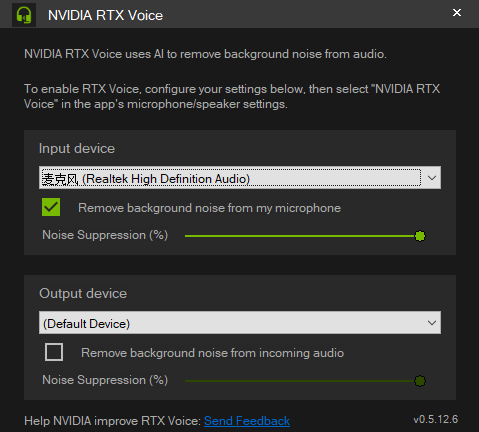 NVIDIA RTX Voice
NVIDIA RTX Voice uses AI to remove background noise from audio.
To enable RTX Voice, configure your settings below, then select "NVIDIA RTX
Voice" in the app's microphone/speaker settings.
Input device
麦克风 (Realtek High Definition Audio)
Remove background noise from my microphone
Noise Suppression (%)
Output device
(Default Device)
Remove background noise from incoming audio
Noise Suppression (%)
Help NVIDIA improve RTX Voice: Send Feedback
v0.5.12.6